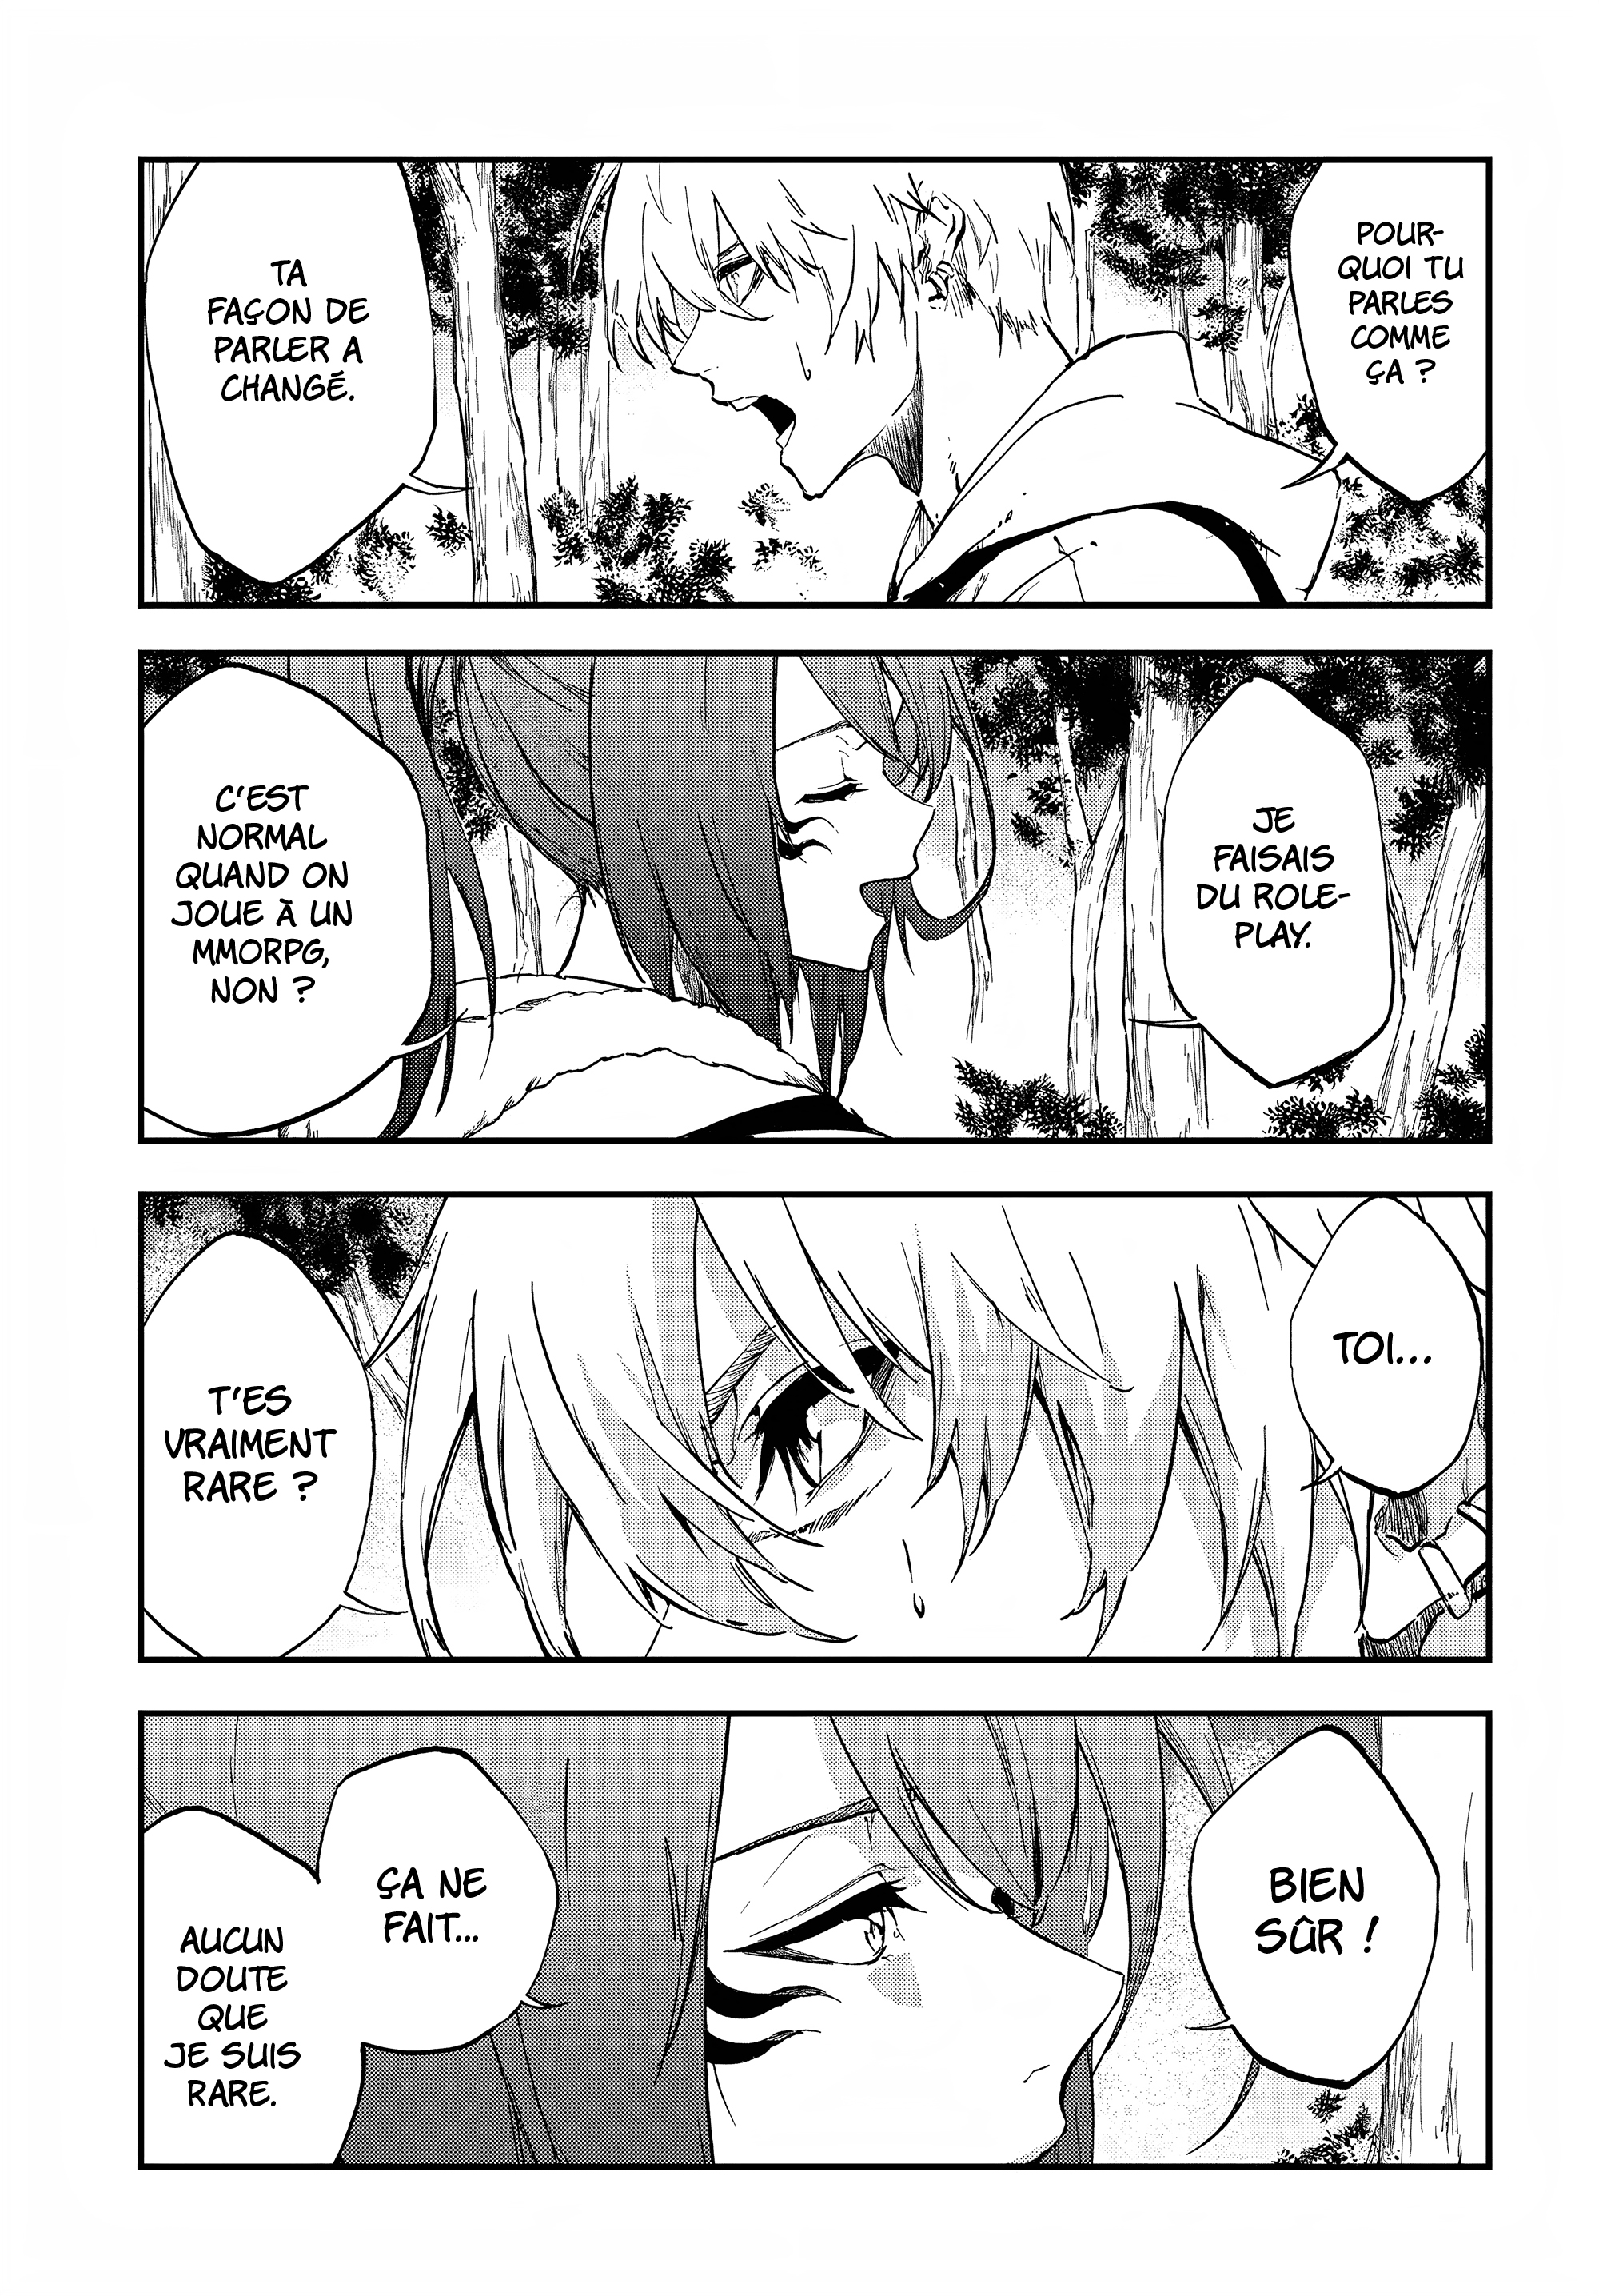 POUR-
QUOI TU
PARLES
COMME
ÇA ?
TA
FAÇON DE
PARLER A
CHANGÉ.
JE
FAISAIS
DU ROLE-
PLAY.
C'EST
NORMAL
QUAND ON
JOUE À UN
MMORPG,
NON ?
TOI...
T'ES
VRAIMENT
RARE ?
BIEN
SÛR !
ÇA NE
FAIT...
AUCUN
DOUTE
QUE
JE SUIS
RARE.